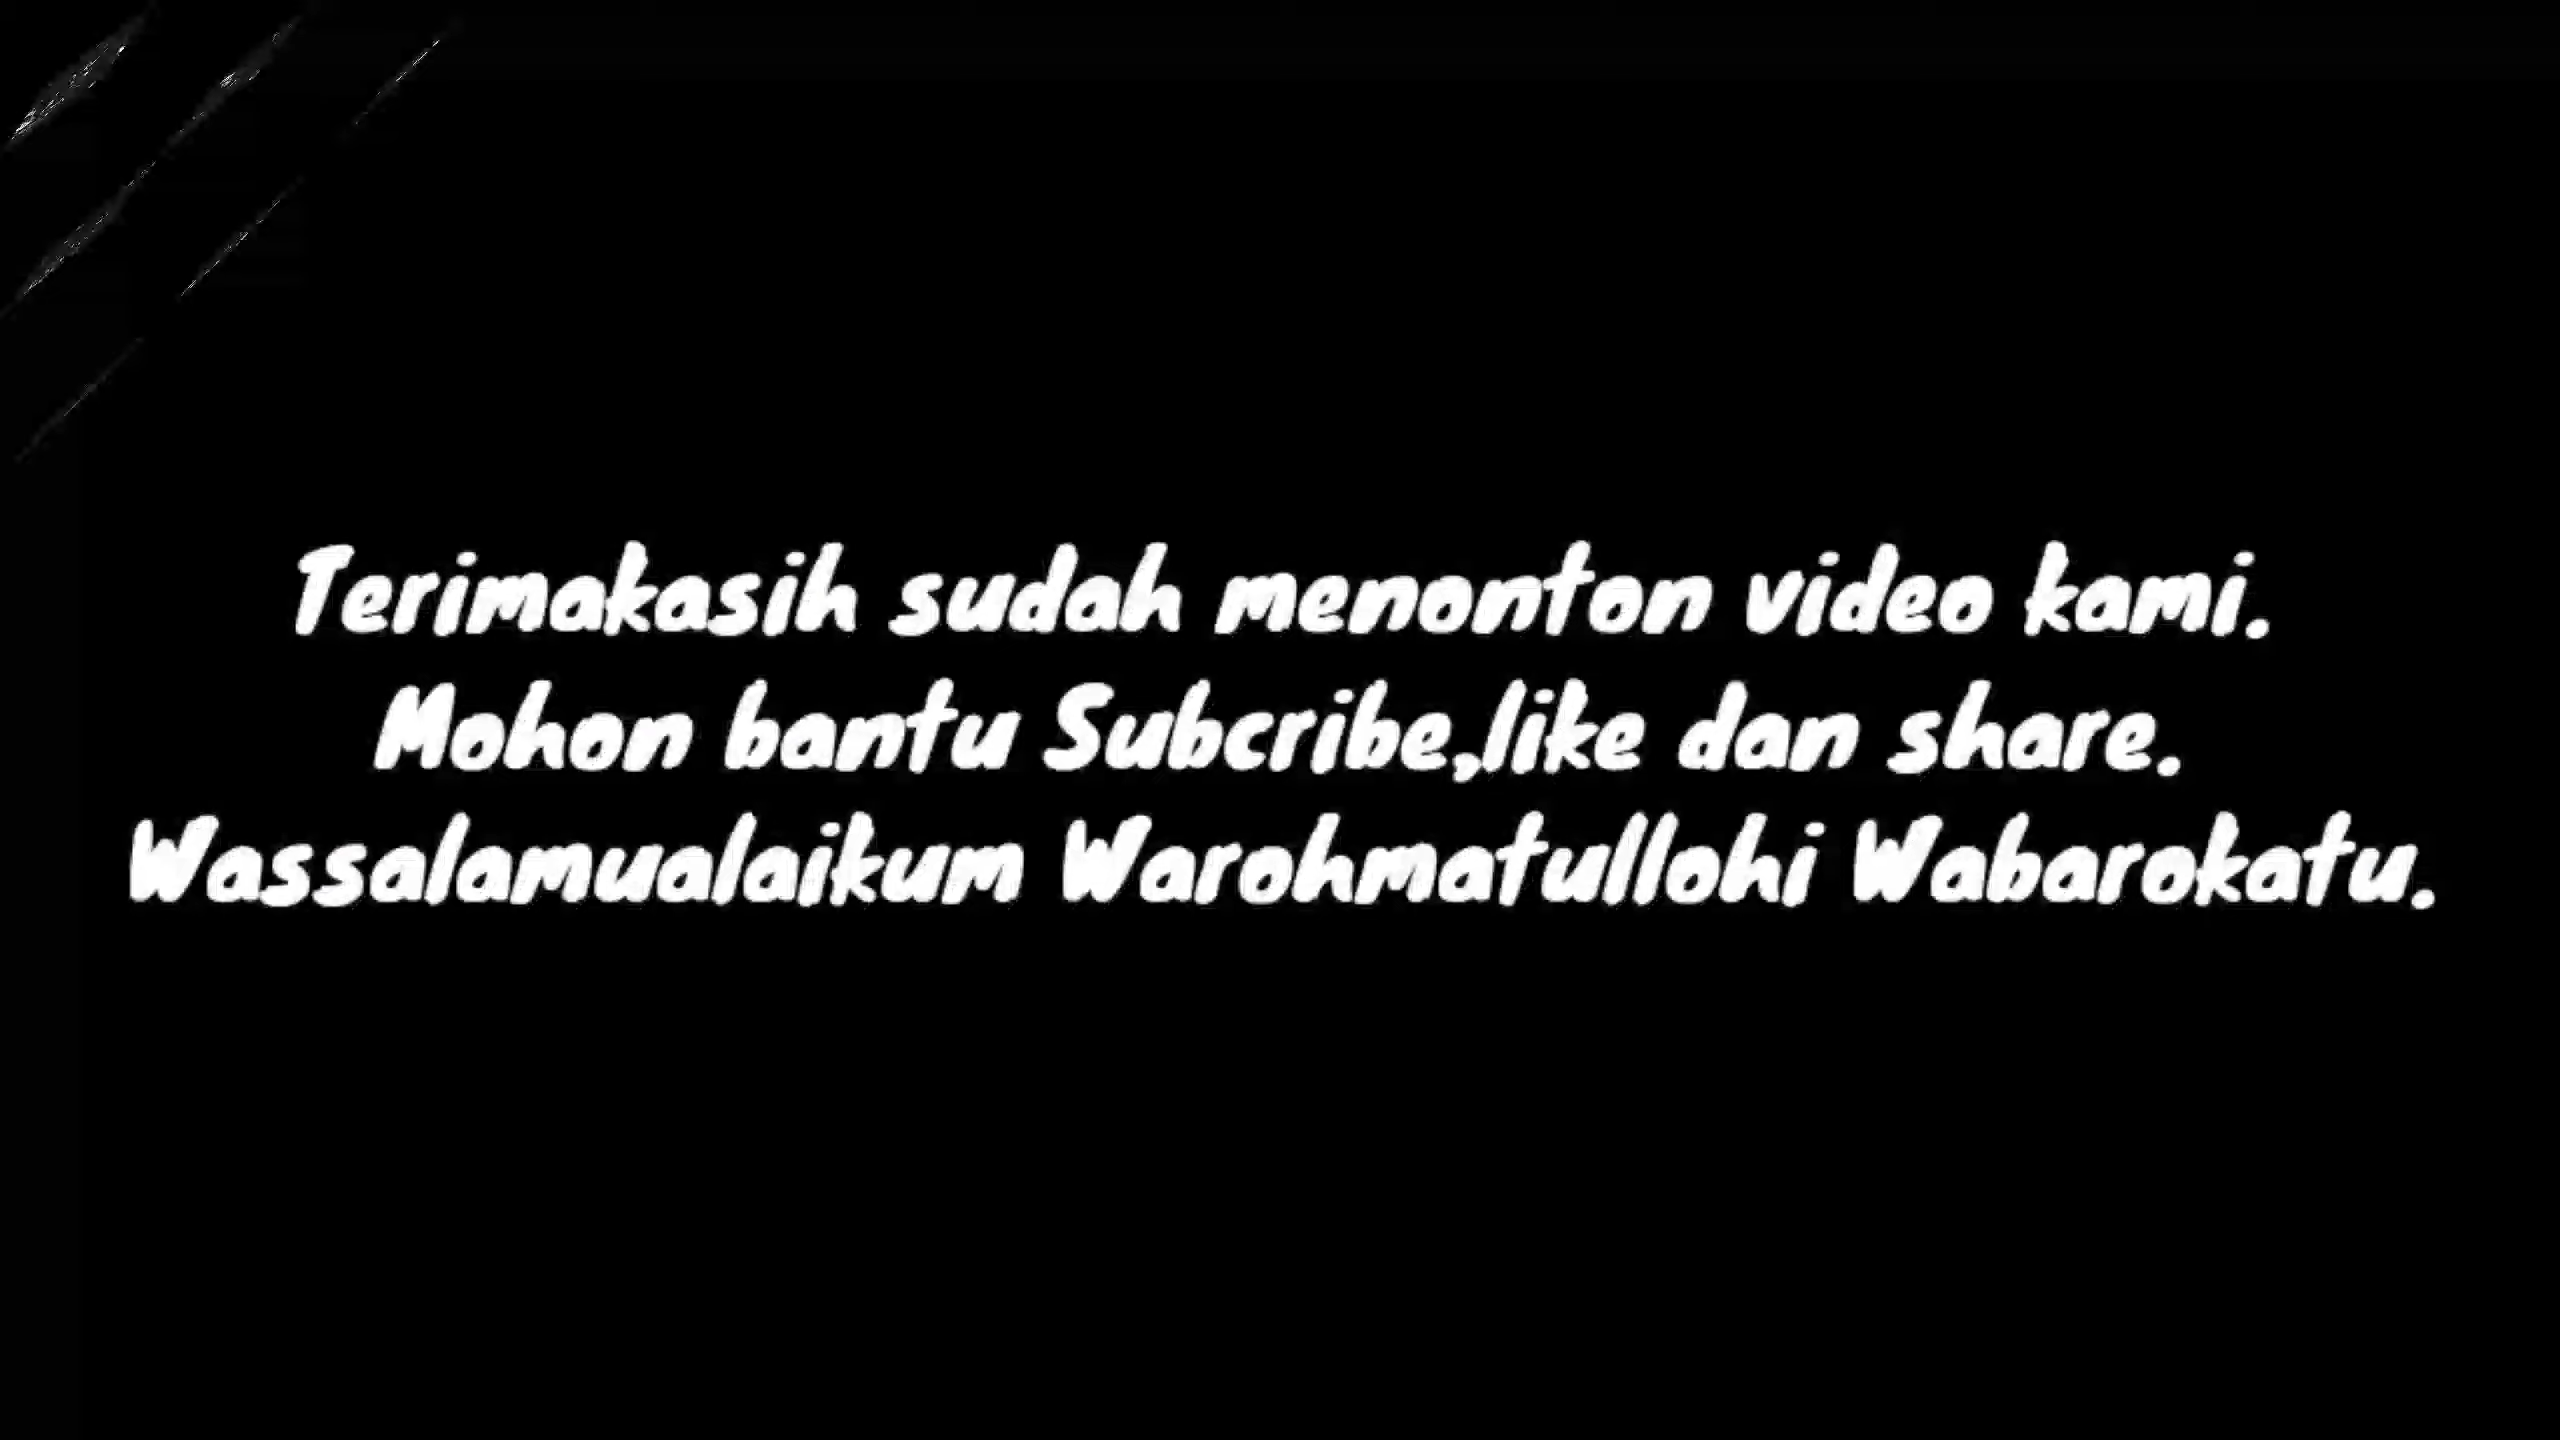 Terimakasih sudah menonton video kami.
Mohon bantu Subcribe,like dan share.
Wassalamualaikum Warohmatullohi Wabarokatu.